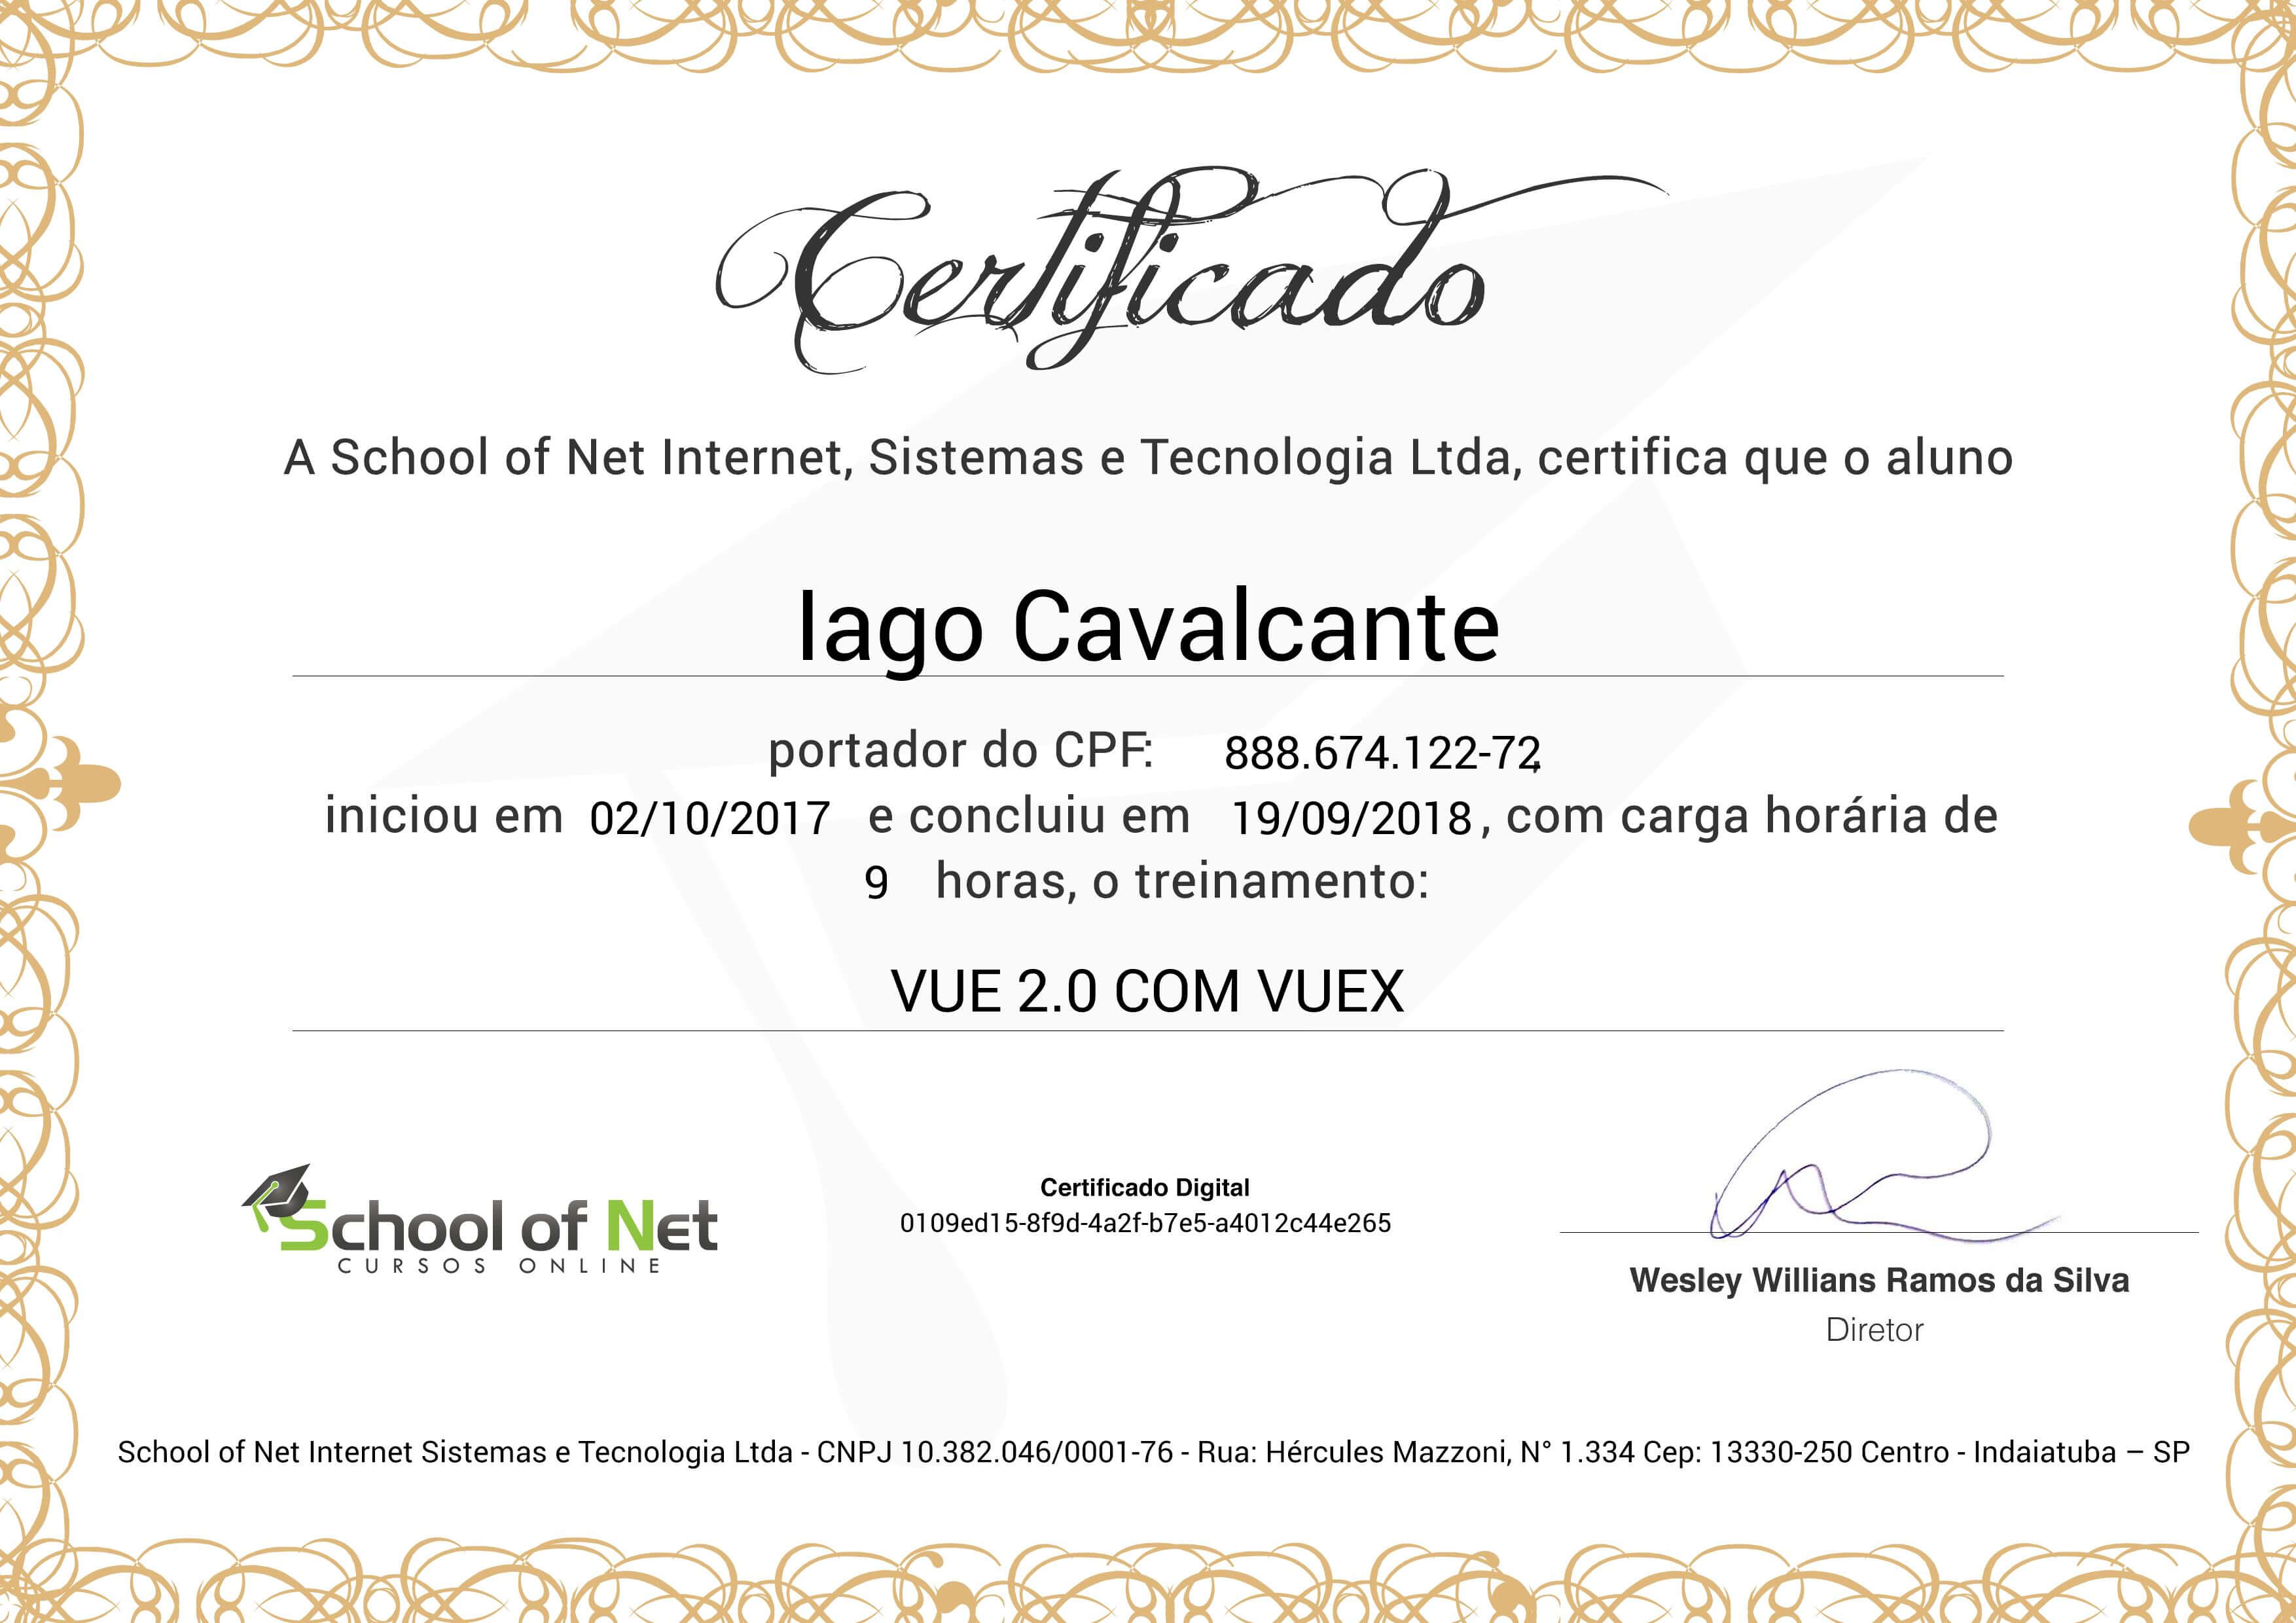 Certificado
A School of Net Internet, Sistemas e Tecnologia Ltda, certifica que o aluno
Iago Cavalcante
portador do CPF: 888.674.122-72,
iniciou em 02/10/2017 e concluiu em 19/09/2018, com carga horária de
9 horas, o treinamento:
VUE 2.0 COM VUEX
School of Net
CURSOS ONLINE
Certificado Digital
0109ed15-8f9d-4a2f-b7e5-a4012c44e265
Wesley Willians Ramos da Silva
Diretor
School of Net Internet Sistemas e Tecnologia Ltda - CNPJ 10.382.046/0001-76 - Rua: Hércules Mazzoni, N° 1.334 Cep: 13330-250 Centro - Indaiatuba – SP